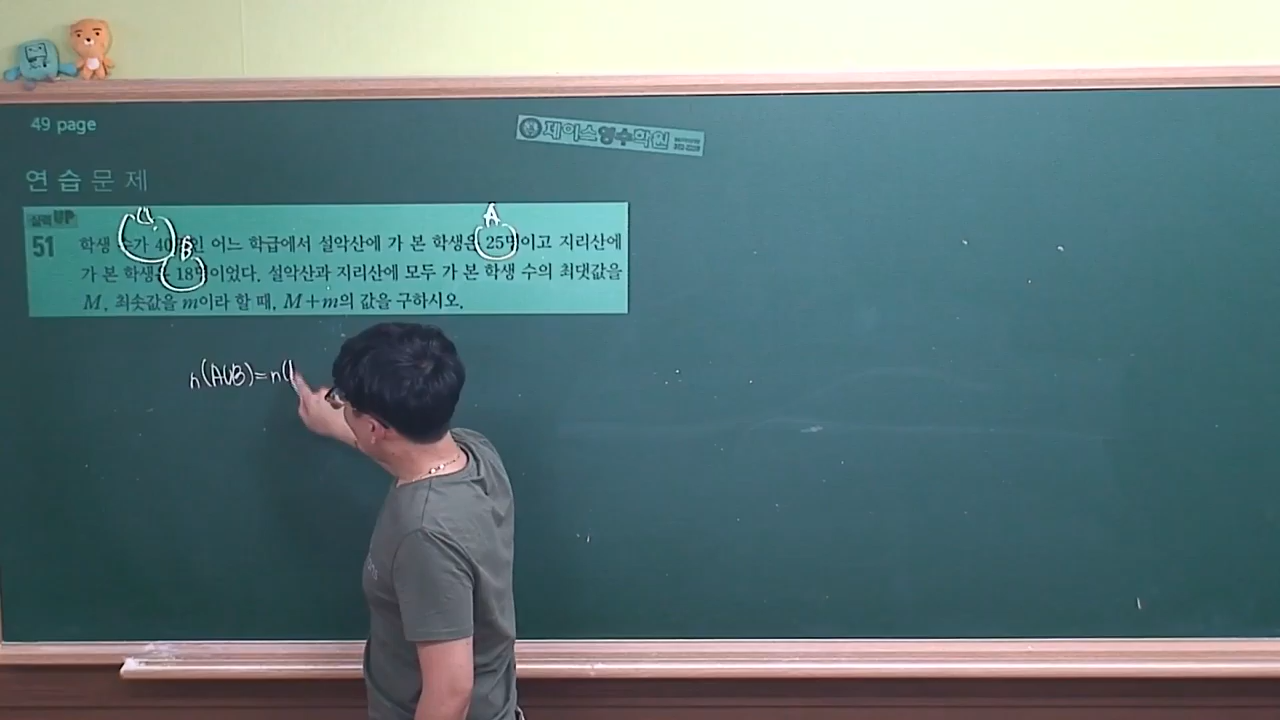 49 page
제이스영수학원
연습문제
실력UP
U
A
B
51 학생 수가 40명인 어느 학급에서 설악산에 가 본 학생은 25명이고 지리산에
가 본 학생은 18명이었다. 설악산과 지리산에 모두 가 본 학생 수의 최댓값을
M, 최솟값을 m이라 할 때, M+m의 값을 구하시오.
n(A∪B)=n(